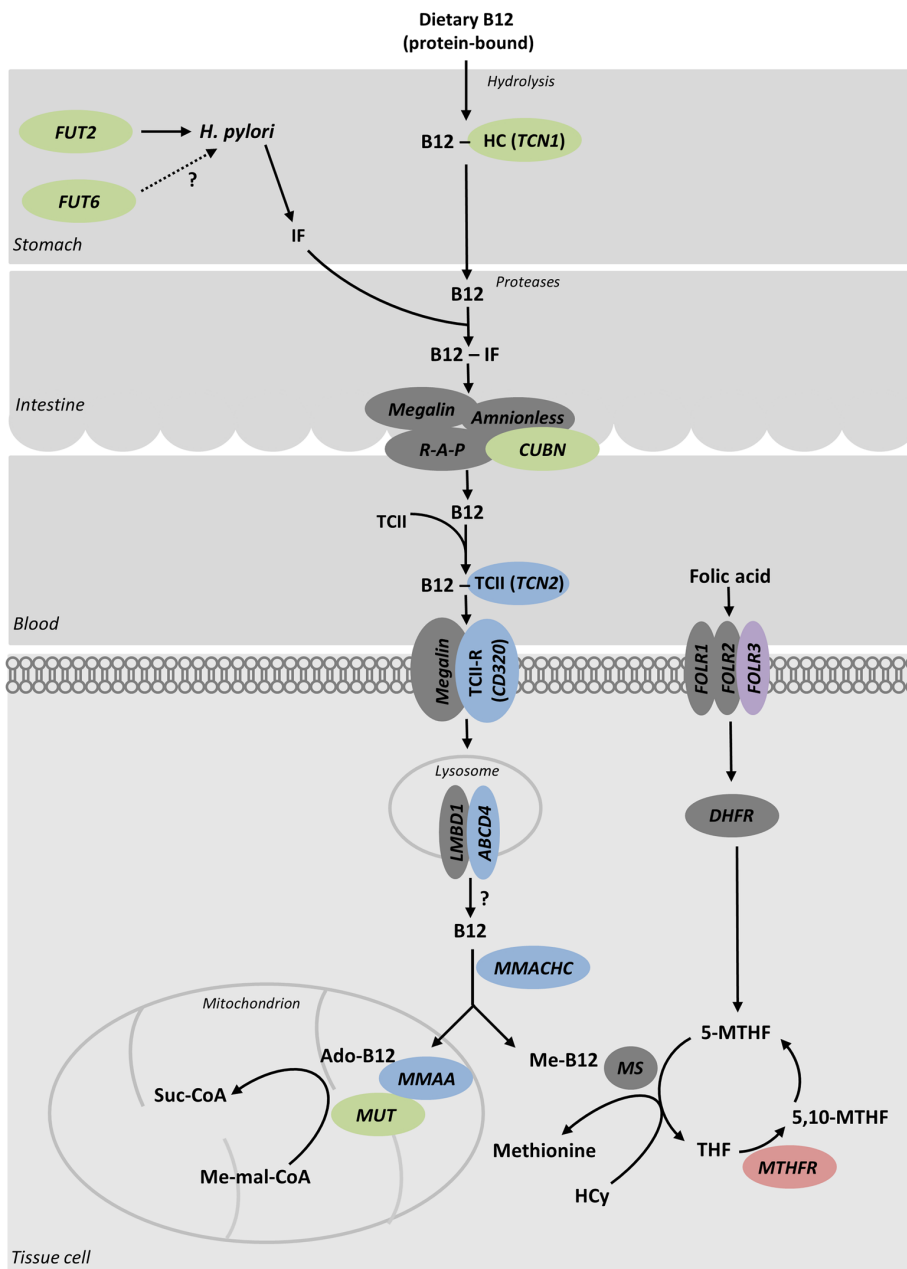 Dietary B12
(protein-bound)
Hydrolysis
FUT2
H. pylori
B12 – HC (TCN1)
?
FUT6
IF
Stomach
Proteases
B12
B12 – IF
Intestine
Megalin
Amnionless
R-A-P
CUBN
B12
TCII
B12 – TCII (TCN2)
Folic acid
Blood
Megalin
TCII-R
(CD320)
FOLR1
FOLR2
FOLR3
Lysosome
LMBD1
ABCD4
DHFR
?
B12
MMACHC
Mitochondrion
5-MTHF
Ado-B12
Me-B12
MS
MMAA
Suc-CoA
MUT
5,10-MTHF
Methionine
THF
MTHFR
Me-mal-CoA
HCy
Tissue cell